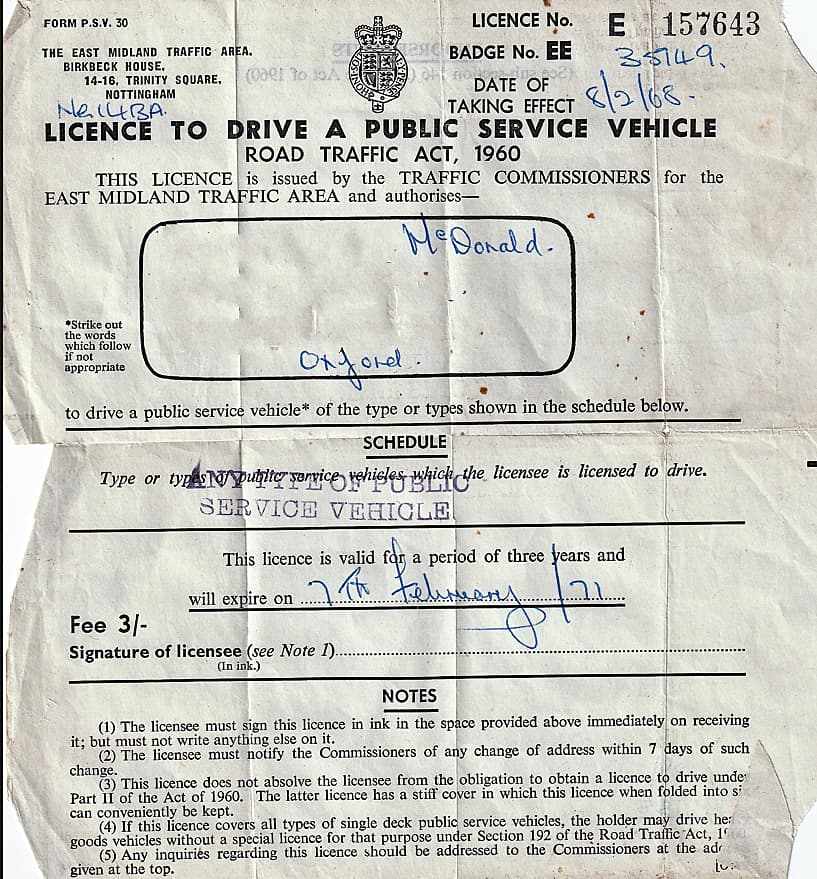 FORM P.S.V. 30
LICENCE No. E 157643
THE EAST MIDLAND TRAFFIC AREA.
BADGE No. EE
BIRKBECK HOUSE,
14-16, TRINITY SQUARE,
NOTTINGHAM
DATE OF
TAKING EFFECT 8/2/68.
LICENCE TO DRIVE A PUBLIC SERVICE VEHICLE
ROAD TRAFFIC ACT, 1960
THIS LICENCE is issued by the TRAFFIC COMMISSIONERS for the
EAST MIDLAND TRAFFIC AREA and authorises—
McDonald.
*Strike out
the words
which follow
if not
appropriate
Oxford.
to drive a public service vehicle* of the type or types shown in the schedule below.
SCHEDULE
Type or types of public service vehicles which the licensee is licensed to drive.
ANY TYPE OF PUBLIC
SERVICE VEHICLE
This licence is valid for a period of three years and
will expire on 7th February /71
Fee 3/-
Signature of licensee (see Note 1)
(In ink.)
NOTES
(1) The licensee must sign this licence in ink in the space provided above immediately on receiving
it; but must not write anything else on it.
(2) The licensee must notify the Commissioners of any change of address within 7 days of such
change.
(3) This licence does not absolve the licensee from the obligation to obtain a licence to drive unde
Part II of the Act of 1960. The latter licence has a stiff cover in which this licence when folded into si
can conveniently be kept.
(4) If this licence covers all types of single deck public service vehicles, the holder may drive hea
goods vehicles without a special licence for that purpose under Section 192 of the Road Traffic Act, 19
(5) Any inquiries regarding this licence should be addressed to the Commissioners at the add
given at the top.